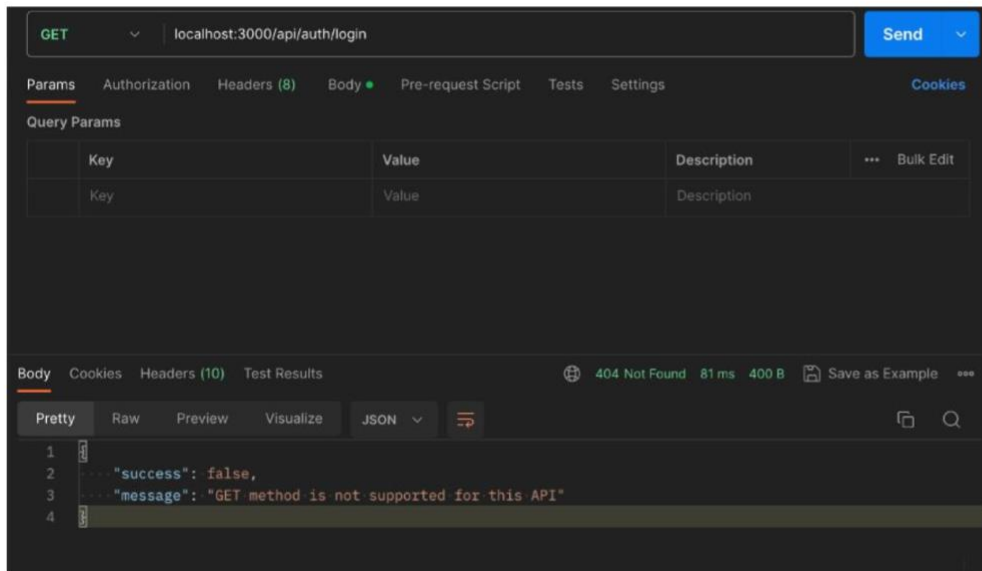 GET localhost:3000/api/auth/login Send
Params Authorization Headers (8) Body Pre-request Script Tests Settings Cookies
Query Params
Key Value Description ••• Bulk Edit
Key Value Description
Body Cookies Headers (10) Test Results 404 Not Found 81 ms 400 B Save as Example •••
Pretty Raw Preview Visualize JSON
1 {
2 "success": false,
3 "message": "GET method is not supported for this API"
4 }